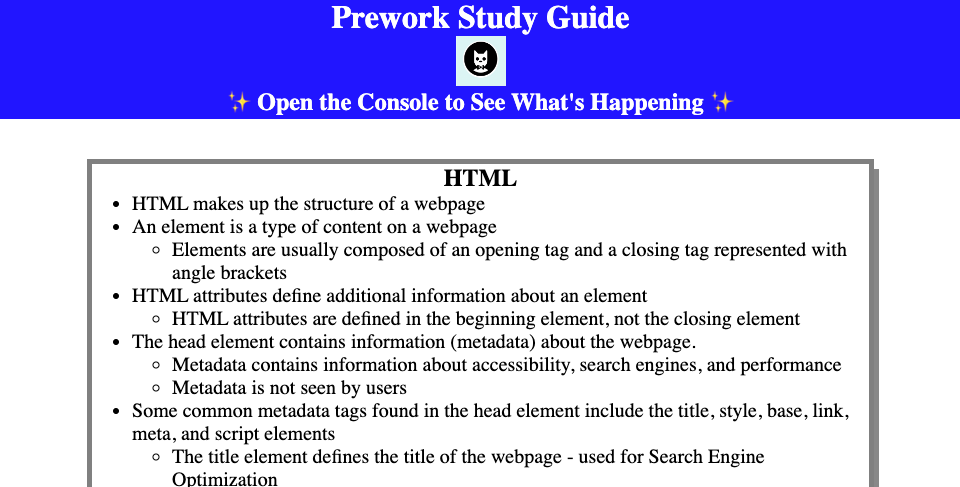 Prework Study Guide
✨ Open the Console to See What's Happening ✨
HTML
• HTML makes up the structure of a webpage
• An element is a type of content on a webpage
◦ Elements are usually composed of an opening tag and a closing tag represented with
angle brackets
• HTML attributes define additional information about an element
◦ HTML attributes are defined in the beginning element, not the closing element
• The head element contains information (metadata) about the webpage.
◦ Metadata contains information about accessibility, search engines, and performance
◦ Metadata is not seen by users
• Some common metadata tags found in the head element include the title, style, base, link,
meta, and script elements
◦ The title element defines the title of the webpage - used for Search Engine
Optimization